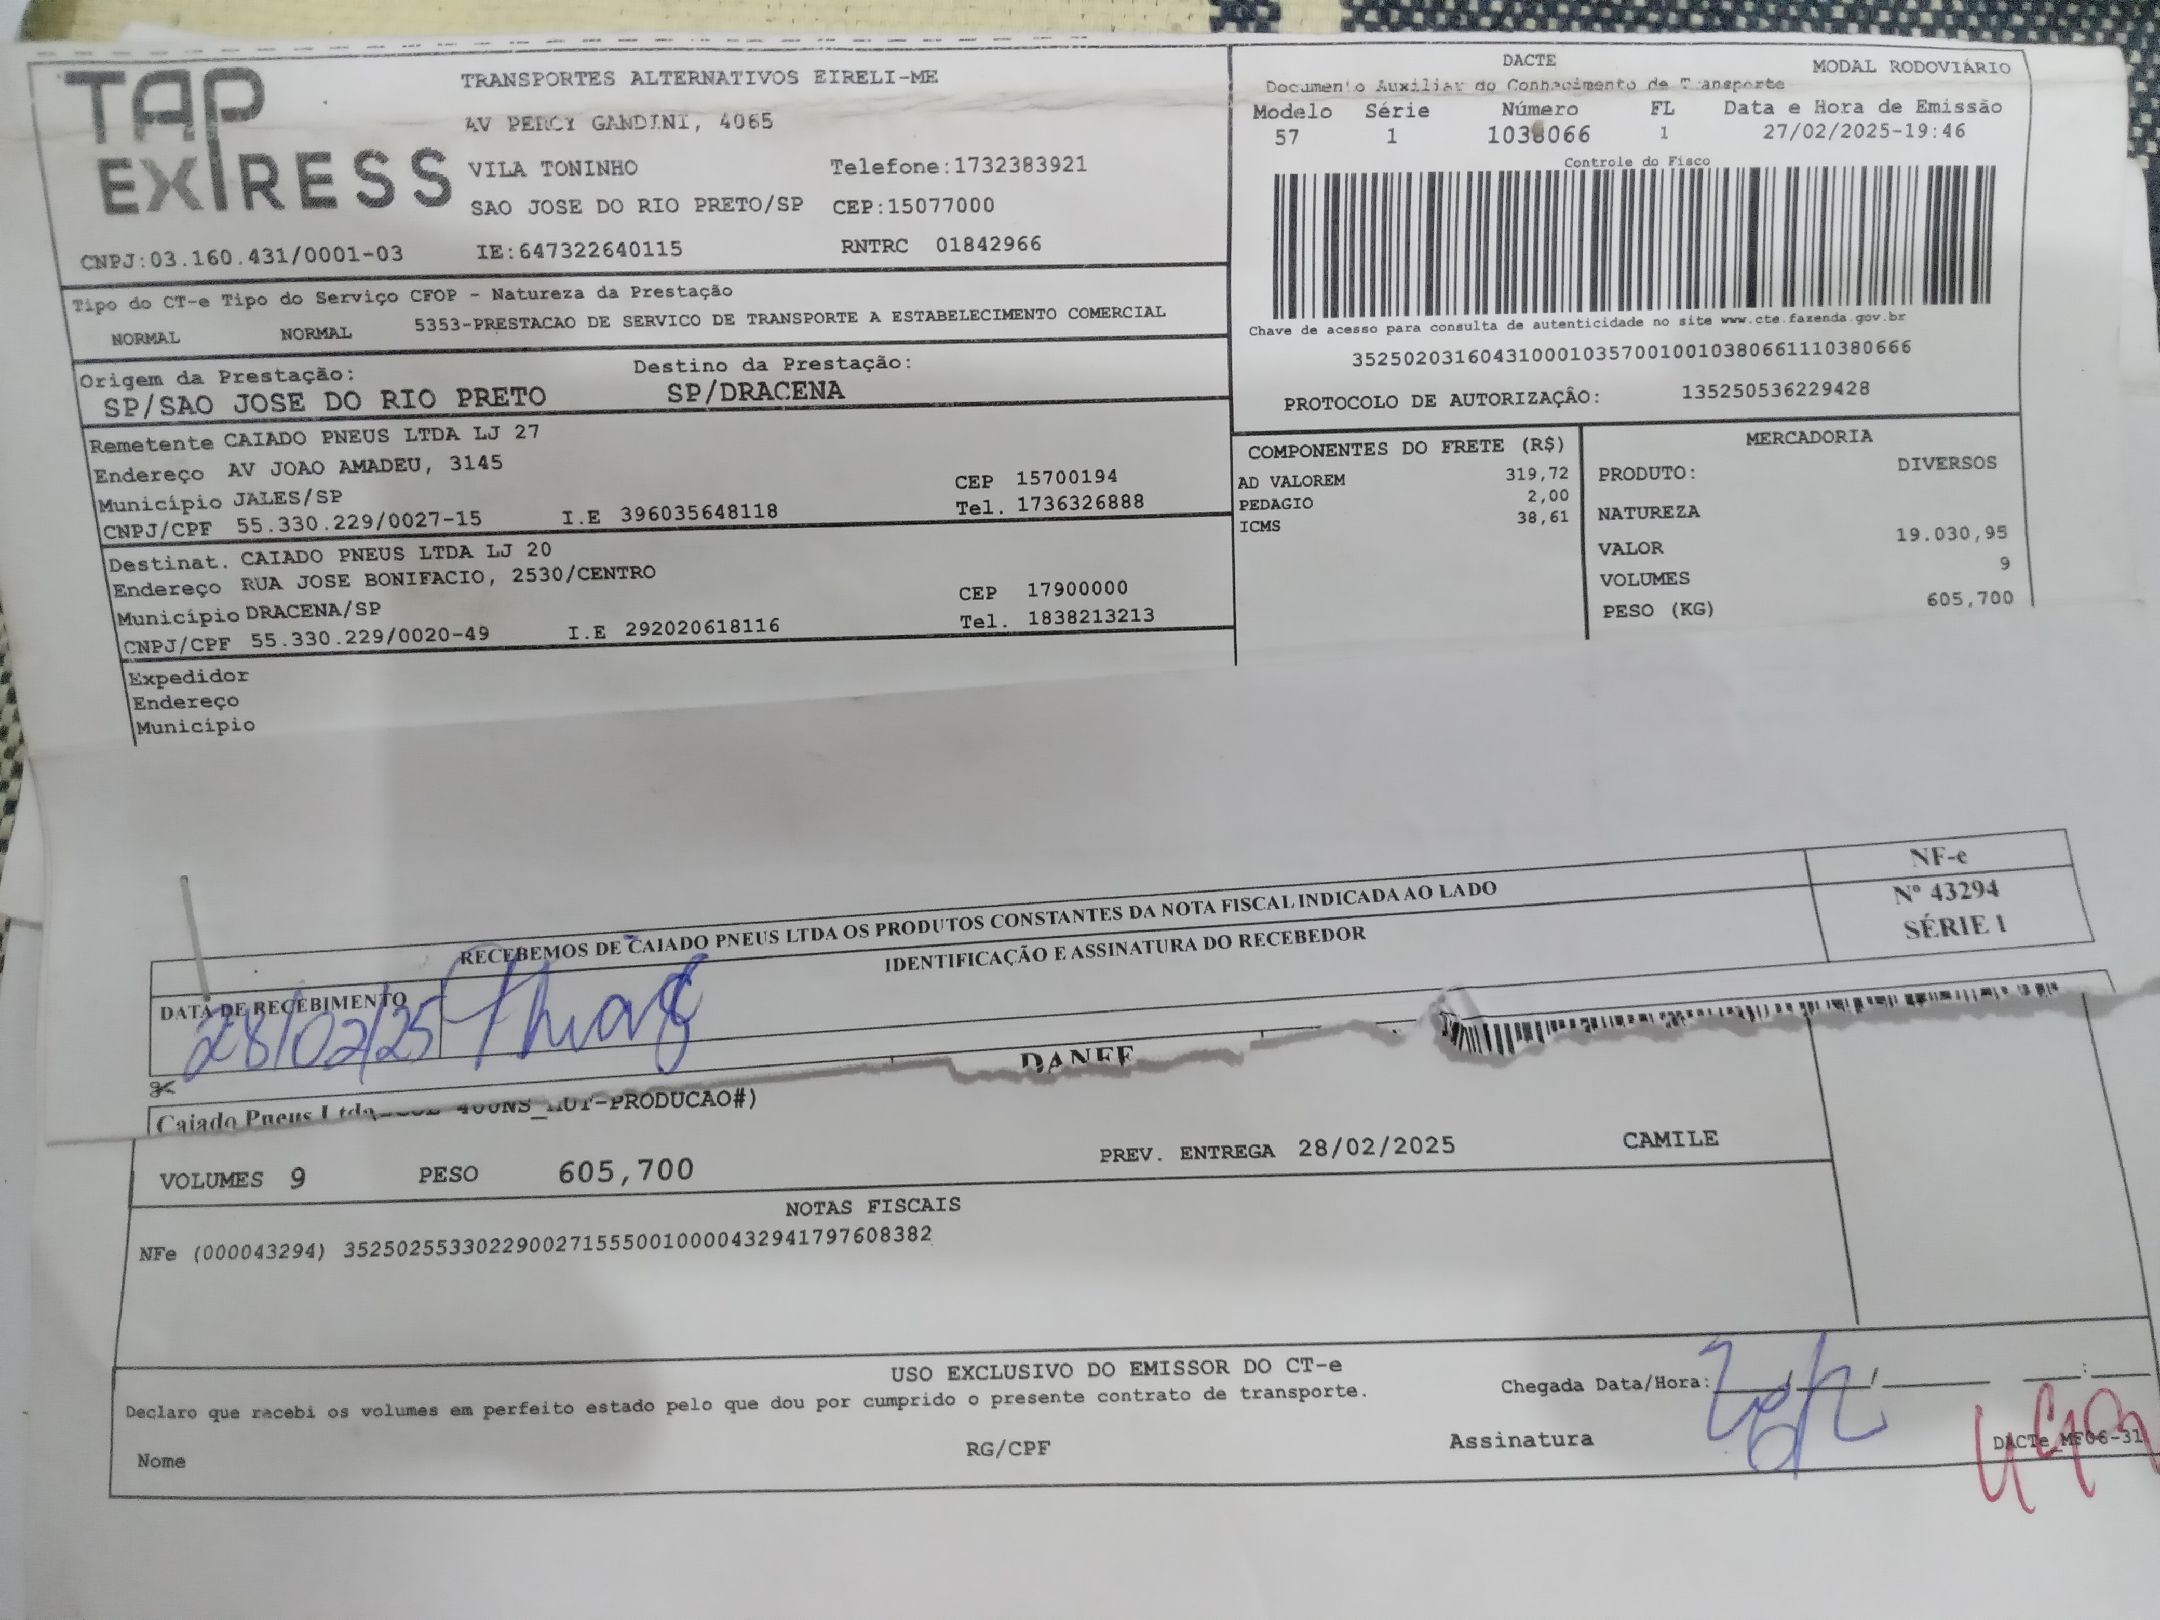 TAP EXPRESS
TRANSPORTES ALTERNATIVOS EIRELI-ME
AV PERCY GANDINI, 4065
VILA TONINHO Telefone:1732383921
SAO JOSE DO RIO PRETO/SP CEP:15077000
CNPJ:03.160.431/0001-03 IE:647322640115 RNTRC 01842966
DACTE MODAL RODOVIÁRIO
Documento Auxiliar do Conhecimento de Transporte
Modelo Série Número FL Data e Hora de Emissão
57 1 1038066 1 27/02/2025-19:46
Controle do Fisco
Chave de acesso para consulta de autenticidade no site www.cte.fazenda.gov.br
35250203160431000103570010010380661110380666
PROTOCOLO DE AUTORIZAÇÂO: 135250536229428
Tipo do CT-e Tipo do Serviço CFOP - Natureza da Prestação
NORMAL NORMAL 5353-PRESTACAO DE SERVICO DE TRANSPORTE A ESTABELECIMENTO COMERCIAL
Origem da Prestação: Destino da Prestação:
SP/SAO JOSE DO RIO PRETO SP/DRACENA
Remetente CAIADO PNEUS LTDA LJ 27
Endereço AV JOAO AMADEU, 3145 CEP 15700194
Município JALES/SP Tel. 1736326888
CNPJ/CPF 55.330.229/0027-15 I.E 396035648118
Destinat. CAIADO PNEUS LTDA LJ 20
Endereço RUA JOSE BONIFACIO, 2530/CENTRO CEP 17900000
Município DRACENA/SP Tel. 1838213213
CNPJ/CPF 55.330.229/0020-49 I.E 292020618116
Expedidor
Endereço
Município
COMPONENTES DO FRETE (R$)
AD VALOREM 319,72
PEDAGIO 2,00
ICMS 38,61
MERCADORIA
PRODUTO: DIVERSOS
NATUREZA
VALOR 19.030,95
VOLUMES 9
PESO (KG) 605,700
RECEBEMOS DE CAIADO PNEUS LTDA OS PRODUTOS CONSTANTES DA NOTA FISCAL INDICADA AO LADO
NF-e
Nº 43294
SÉRIE 1
DATA DE RECEBIMENTO IDENTIFICAÇÃO E ASSINATURA DO RECEBEDOR
28/02/25
DANFE
Caiado Pneus Ltda
-PRODUCAO#)
VOLUMES 9 PESO 605,700 PREV. ENTREGA 28/02/2025 CAMILE
NOTAS FISCAIS
NFe (000043294) 35250255330229002715550010000432941797608382
USO EXCLUSIVO DO EMISSOR DO CT-e
Declaro que recebi os volumes em perfeito estado pelo que dou por cumprido o presente contrato de transporte.
Chegada Data/Hora:___/___/_____ __:__
Nome RG/CPF Assinatura
DACTe_MF06-31